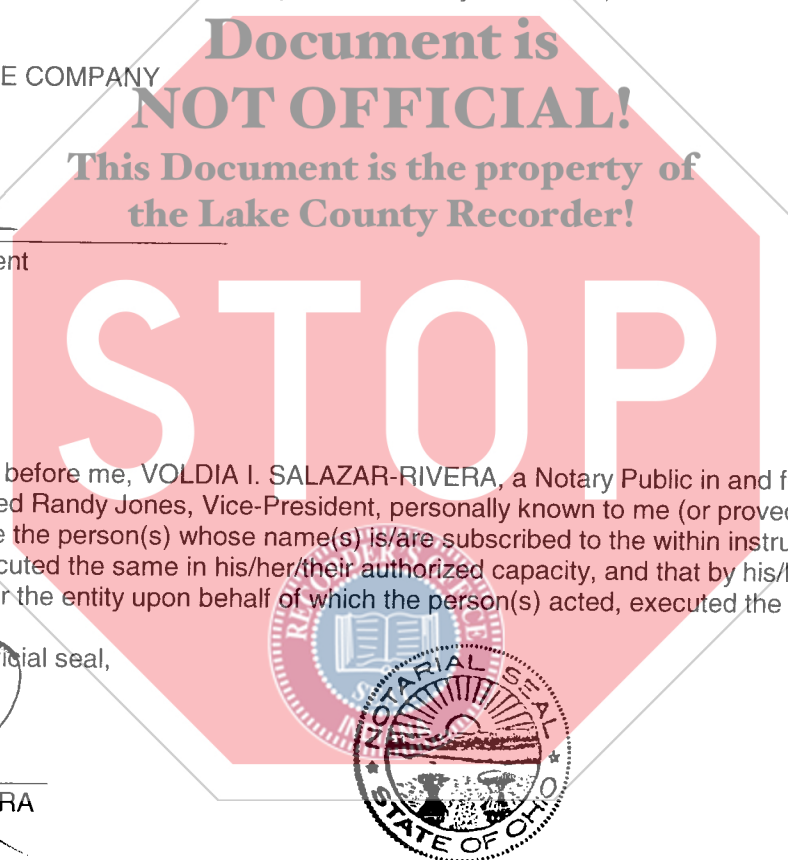 Document is
E COMPANY
NOT OFFICIAL!
This Document is the property of
the Lake County Recorder!
ent
STOP
before me, VOLDIA I. SALAZAR-RIVERA, a Notary Public in and f
ed Randy Jones, Vice-President, personally known to me (or proved
e the person(s) whose name(s) is/are subscribed to the within instru
cuted the same in his/her/their authorized capacity, and that by his/
r the entity upon behalf of which the person(s) acted, executed the
RECORDER'S OFFICE
SEAL
icial seal,
NOTARIAL SEAL
STATE OF OHIO
RA